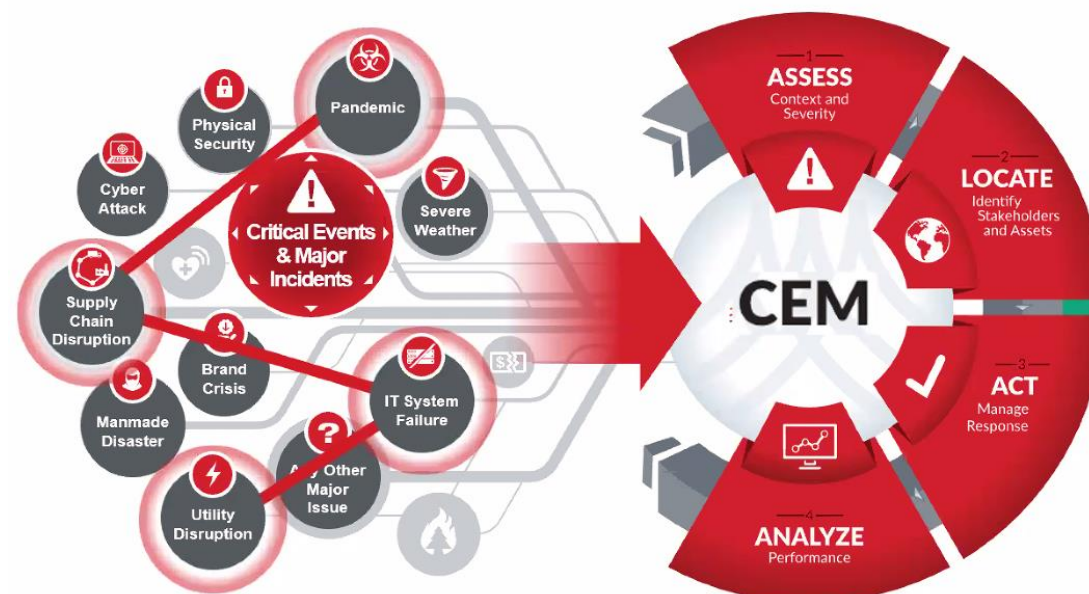 Pandemic
Physical
Security
Cyber
Attack
Critical Events
& Major
Incidents
Severe
Weather
Supply
Chain
Disruption
Brand
Crisis
Manmade
Disaster
IT System
Failure
$
?
Any Other
Major
Issue
Utility
Disruption
CEM
1
ASSESS
Context and
Severity
2
LOCATE
Identify
Stakeholders
and Assets
3
ACT
Manage
Response
4
ANALYZE
Performance